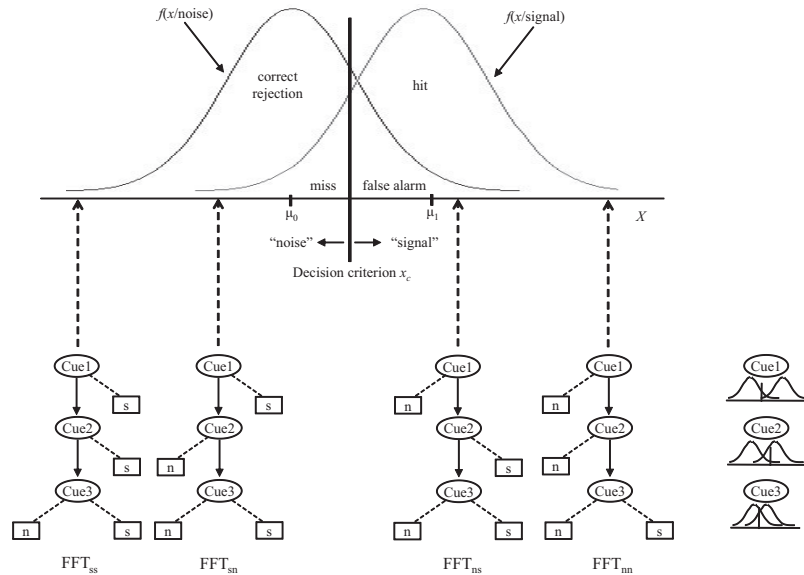 f(x/noise)
f(x/signal)
correct
rejection
hit
miss
false alarm
μ0
μ1
X
“noise”
“signal”
Decision criterion xc
Cue1 Cue1 Cue1 Cue1 Cue1
s s n n
Cue2 Cue2 Cue2 Cue2 Cue2
s n s n
Cue3 Cue3 Cue3 Cue3 Cue3
n s n s n s n s
FFTss FFTsn FFTns FFTnn